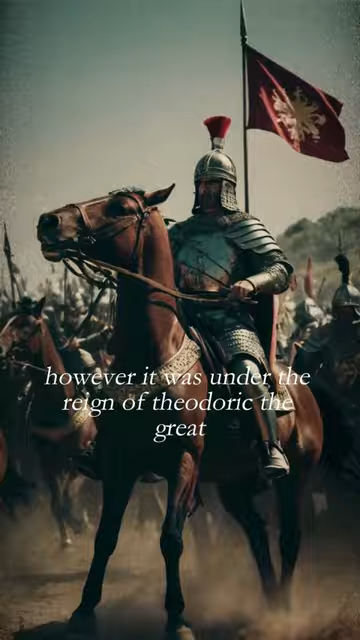 however it was under the
reign of theodoric the
great